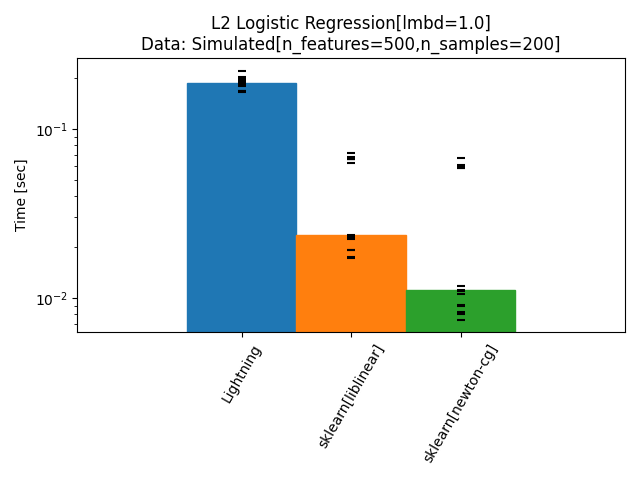 L2 Logistic Regression[lmbd=1.0]
Data: Simulated[n_features=500,n_samples=200]
Time [sec]
10⁻¹
10⁻²
Lightning
sklearn[liblinear]
sklearn[newton-cg]